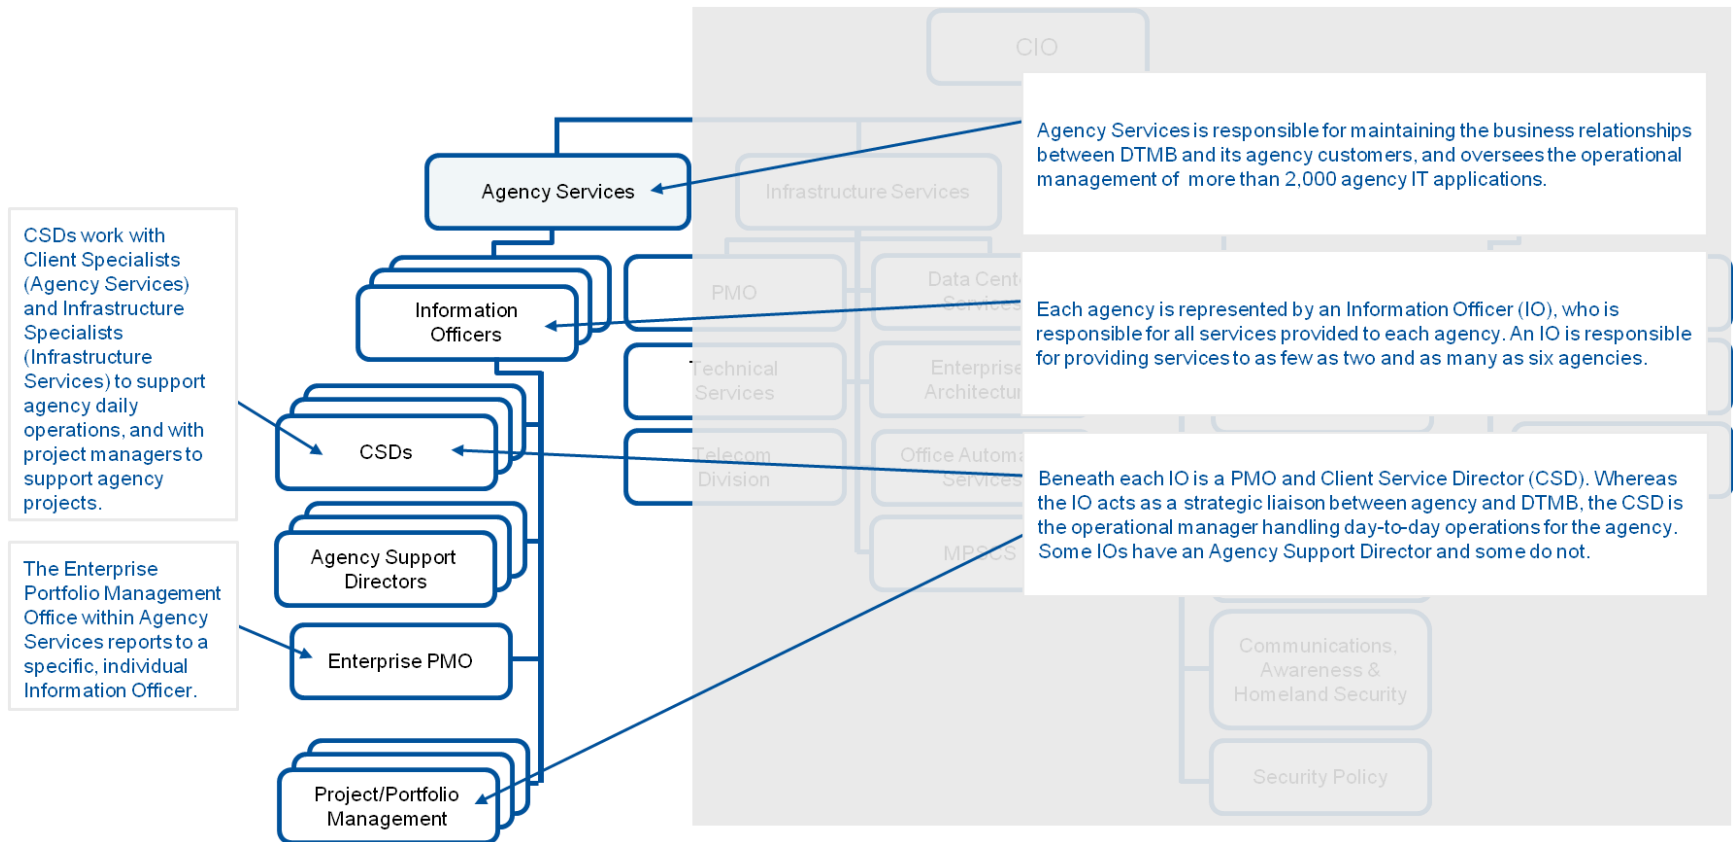 CIO
Agency Services is responsible for maintaining the business relationships
between DTMB and its agency customers, and oversees the operational
management of more than 2,000 agency IT applications.
Agency Services
Infrastructure Services
CSDs work with
Client Specialists
(Agency Services)
and Infrastructure
Specialists
(Infrastructure
Services) to support
agency daily
operations, and with
project managers to
support agency
projects.
Information
Officers
PMO
Data Cent
Services
Each agency is represented by an Information Officer (IO), who is
responsible for all services provided to each agency. An IO is responsible
for providing services to as few as two and as many as six agencies.
Technical
Services
Enterprise
Architectur
CSDs
Telecom
Division
Office Automa
Services
Beneath each IO is a PMO and Client Service Director (CSD). Whereas
the IO acts as a strategic liaison between agency and DTMB, the CSD is
the operational manager handling day-to-day operations for the agency.
Some IOs have an Agency Support Director and some do not.
Agency Support
Directors
MPSCS
The Enterprise
Portfolio Management
Office within Agency
Services reports to a
specific, individual
Information Officer.
Enterprise PMO
Communications,
Awareness &
Homeland Security
Project/Portfolio
Management
Security Policy